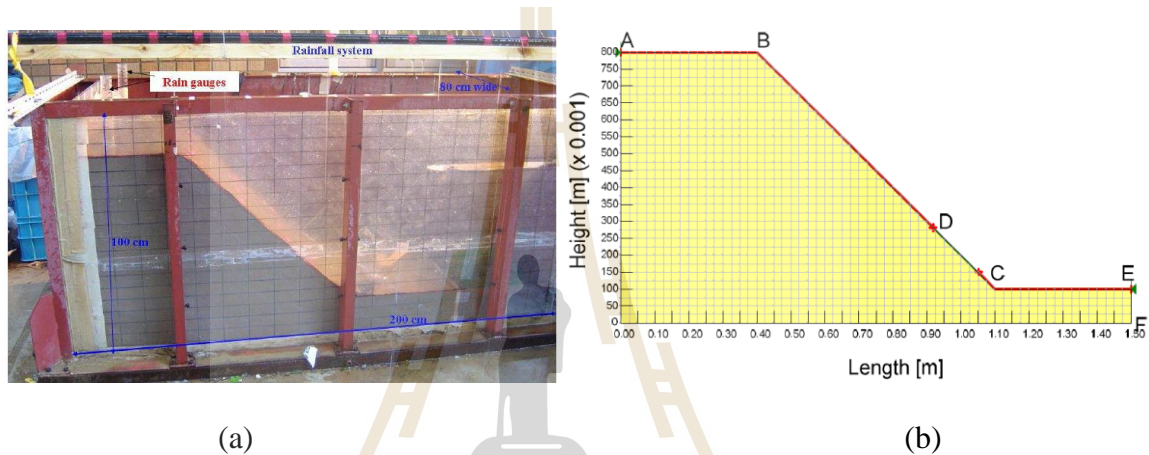 Rainfall system
Rain gauges
80 cm wide
100 cm
200 cm
(a)
A
B
D
C
E
F
Height [m] (x 0.001)
800
750
700
650
600
550
500
450
400
350
300
250
200
150
100
50
0
0.00 0.10 0.20 0.30 0.40 0.50 0.60 0.70 0.80 0.90 1.00 1.10 1.20 1.30 1.40 1.50
Length [m]
(b)